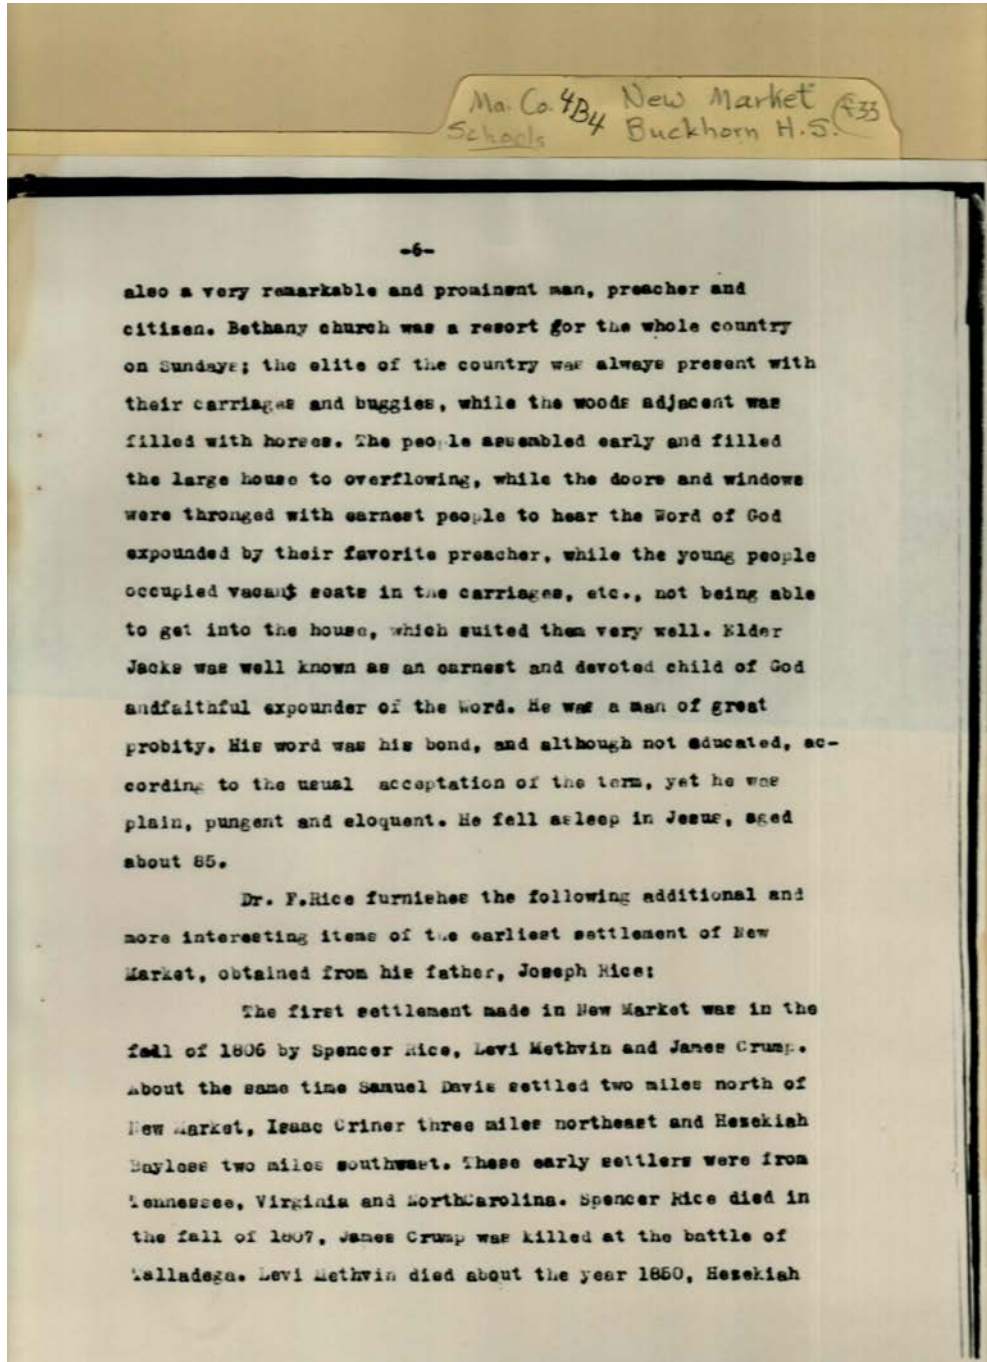 Ma. Co. 4B4 New Market f33
Schools Buckhorn H.S.
-6-
also a very remarkable and prominent man, preacher and
citizen. Bethany church was a resort for the whole country
on Sundays; the elite of the country was always present with
their carriages and buggies, while the woods adjacent was
filled with horses. The people assembled early and filled
the large house to overflowing, while the doors and windows
were thronged with earnest people to hear the Word of God
expounded by their favorite preacher, while the young people
occupied vacant seats in the carriages, etc., not being able
to get into the house, which suited them very well. Elder
Jacks was well known as an earnest and devoted child of God
andfaithful expounder of the Word. He was a man of great
probity. His word was his bond, and although not educated, ac-
cording to the usual acceptation of the term, yet he was
plain, pungent and eloquent. He fell asleep in Jesus, aged
about 85.
Dr. F.Rice furnishes the following additional and
more interesting items of the earliest settlement of New
Market, obtained from his father, Joseph Rice:
The first settlement made in New Market was in the
fall of 1806 by Spencer Rice, Levi Methvin and James Crump.
About the same time Samuel Davis settled two miles north of
New Market, Isaac Criner three miles northeast and Hezekiah
Bayless two miles southwest. These early settlers were from
Tennessee, Virginia and NorthCarolina. Spencer Rice died in
the fall of 1807, James Crump was killed at the battle of
Talladega. Levi Methvin died about the year 1850, Hezekiah